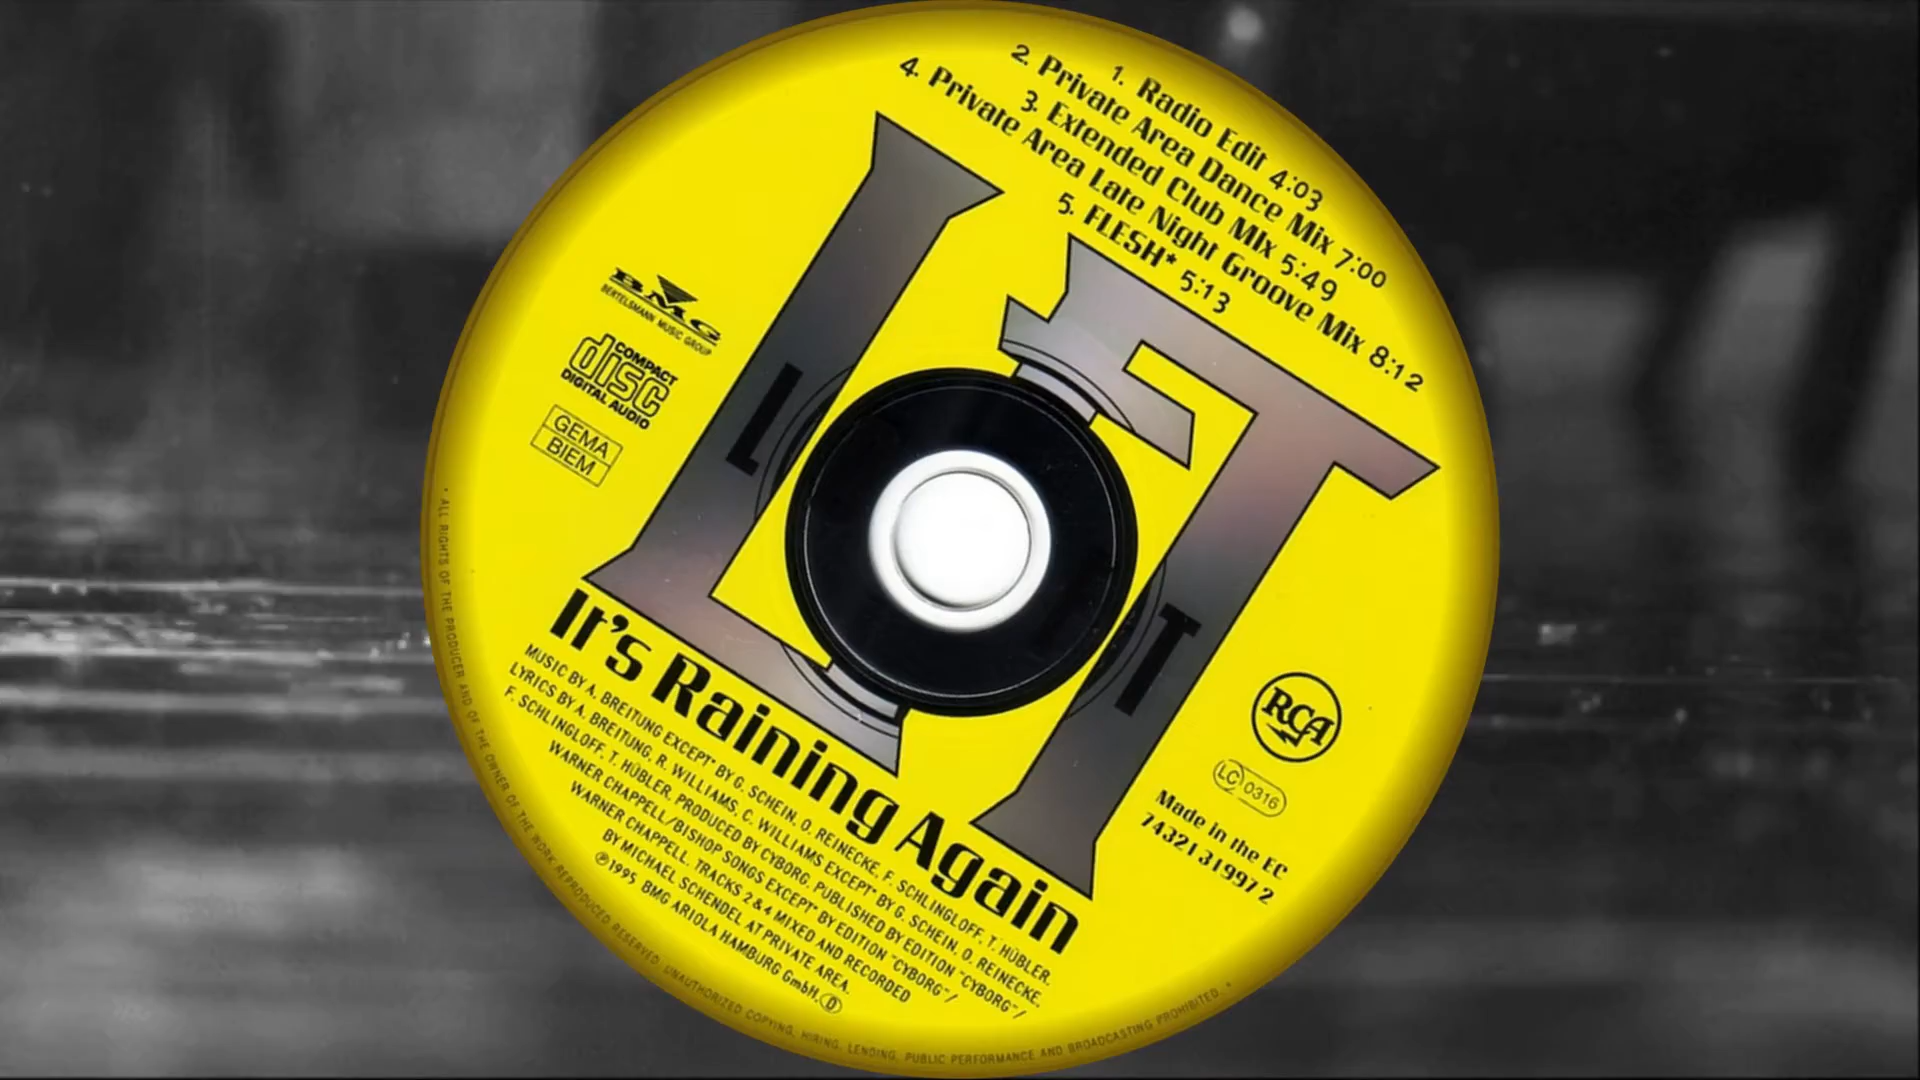 1. Radio Edit 4:03
2. Private Area Dance Mix 7:00
3. Extended Club MIx 5:49
4. Private Area Late Night Groove Mix 8:12
5. FLESH* 5:13
BMG
BERTELSMANN MUSIC GROUP
COMPACT
disc
DIGITAL AUDIO
GEMA
BIEM
L T
L T
RCA
LC 0316
Made in the EC
74321 31997 2
It's Raining Again
MUSIC BY A. BREITUNG EXCEPT* BY G. SCHEIN, O. REINECKE, F. SCHLINGLOFF, T. HÜBLER.
LYRICS BY A. BREITUNG, R. WILLIAMS, C. WILLIAMS EXCEPT* BY G. SCHEIN, O. REINECKE,
F. SCHLINGLOFF, T. HÜBLER. PRODUCED BY CYBORG. PUBLISHED BY EDITION "CYBORG"/
WARNER CHAPPELL/BISHOP SONGS EXCEPT* BY EDITION "CYBORG"/
WARNER CHAPPELL. TRACKS 2 & 4 MIXED AND RECORDED
BY MICHAEL SCHENDEL AT PRIVATE AREA.
℗1995 BMG ARIOLA HAMBURG GmbH. (D)
• ALL RIGHTS OF THE PRODUCER AND OF THE OWNER OF THE WORK REPRODUCED RESERVED. UNAUTHORIZED COPYING, HIRING, LENDING, PUBLIC PERFORMANCE AND BROADCASTING PROHIBITED. •